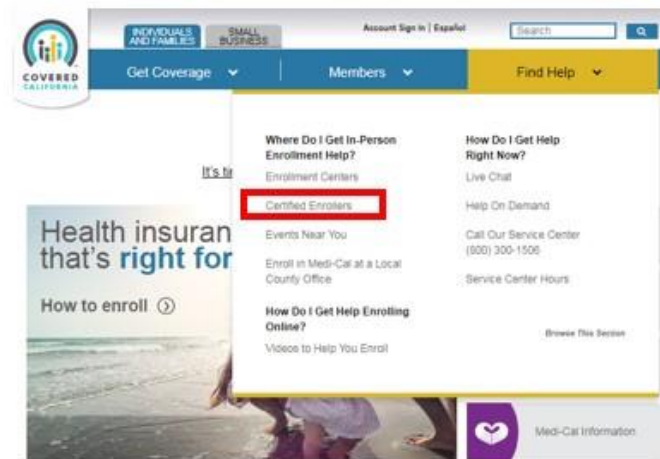 INDIVIDUALS
AND FAMILIES
SMALL
BUSINESS
Account Sign In | Español
Search
COVERED
CALIFORNIA
Get Coverage
Members
Find Help
Where Do I Get In-Person
Enrollment Help?
Enrollment Centers
Certified Enrollers
Events Near You
Enroll in Medi-Cal at a Local
County Office
How Do I Get Help Enrolling
Online?
Videos to Help You Enroll
How Do I Get Help
Right Now?
Live Chat
Help On Demand
Call Our Service Center
(800) 300-1506
Service Center Hours
Browse This Section
It's
Health insuran
that's right for
How to enroll
Medi-Cal Information